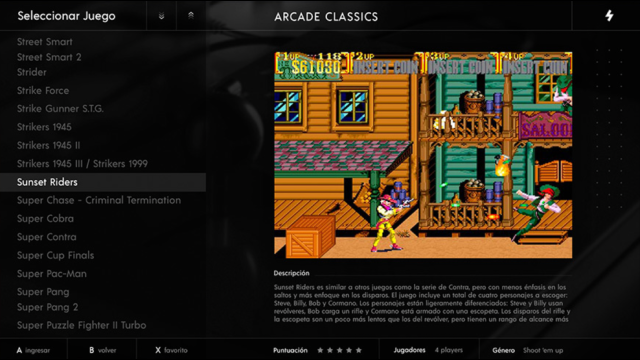 Seleccionar Juego
ARCADE CLASSICS
Street Smart
Street Smart 2
Strider
Strike Force
Strike Gunner S.T.G.
Strikers 1945
Strikers 1945 II
Strikers 1945 III / Strikers 1999
Sunset Riders
Super Chase - Criminal Termination
Super Cobra
Super Contra
Super Cup Finals
Super Pac-Man
Super Pang
Super Pang 2
Super Puzzle Fighter II Turbo
1UP 118 2UP 3UP 4UP
$61050 INSERT COIN INSERT COIN INSERT COIN
SALOO
Descripción
Sunset Riders es similar a otros juegos como la serie de Contra, pero con menos énfasis en los
saltos y más enfoque en los disparos. El juego incluye un total de cuatro personajes a escoger:
Steve, Billy, Bob y Cormano. Los personajes están ligeramente diferenciados: Steve y Billy usan
revólveres, Bob carga un rifle y Cormano está armado con una escopeta. Los disparos del rifle y
la escopeta son un poco más lentos que los del revólver, pero tienen un rango de alcance más
A ingresar
B volver
X favorito
Puntuación
Jugadores 4 players
Género Shoot 'em up